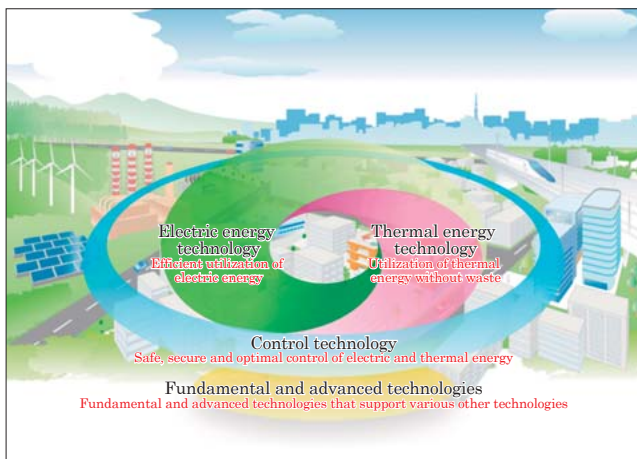 Electric energy
technology
Efficient utilization of
electric energy
Thermal energy
technology
Utilization of thermal
energy without waste
Control technology
Safe, secure and optimal control of electric and thermal energy
Fundamental and advanced technologies
Fundamental and advanced technologies that support various other technologies